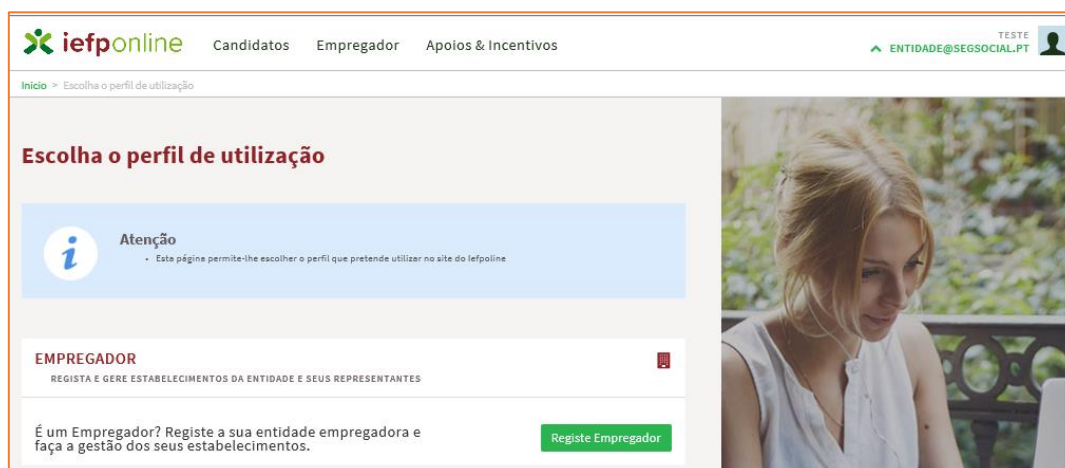 iefponline Candidatos Empregador Apoios & Incentivos
TESTE
ENTIDADE@SEGSOCIAL.PT
Início > Escolha o perfil de utilização
Escolha o perfil de utilização
Atenção
• Esta página permite-lhe escolher o perfil que pretende utilizar no site do Iefpoline
EMPREGADOR
REGISTA E GERE ESTABELECIMENTOS DA ENTIDADE E SEUS REPRESENTANTES
É um Empregador? Registe a sua entidade empregadora e
faça a gestão dos seus estabelecimentos.
Registe Empregador